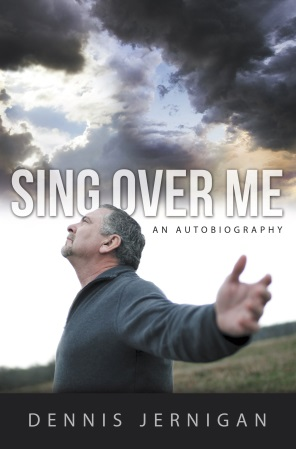 SING OVER ME
AN AUTOBIOGRAPHY
DENNIS JERNIGAN